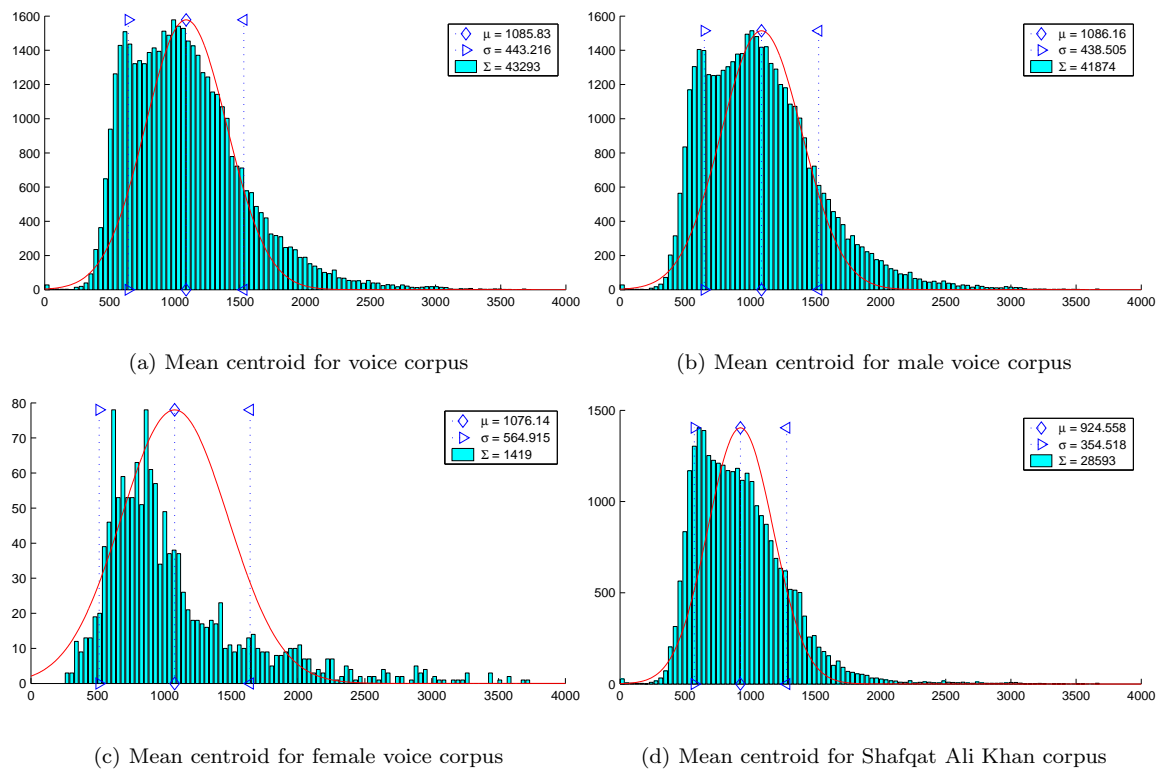 1600
1400
1200
1000
800
600
400
200
0
0 500 1000 1500 2000 2500 3000 3500 4000
μ = 1085.83
σ = 443.216
Σ = 43293
(a) Mean centroid for voice corpus
1600
1400
1200
1000
800
600
400
200
0
0 500 1000 1500 2000 2500 3000 3500 4000
μ = 1086.16
σ = 438.505
Σ = 41874
(b) Mean centroid for male voice corpus
80
70
60
50
40
30
20
10
0
0 500 1000 1500 2000 2500 3000 3500 4000
μ = 1076.14
σ = 564.915
Σ = 1419
(c) Mean centroid for female voice corpus
1500
1000
500
0
0 500 1000 1500 2000 2500 3000 3500 4000
μ = 924.558
σ = 354.518
Σ = 28593
(d) Mean centroid for Shafqat Ali Khan corpus